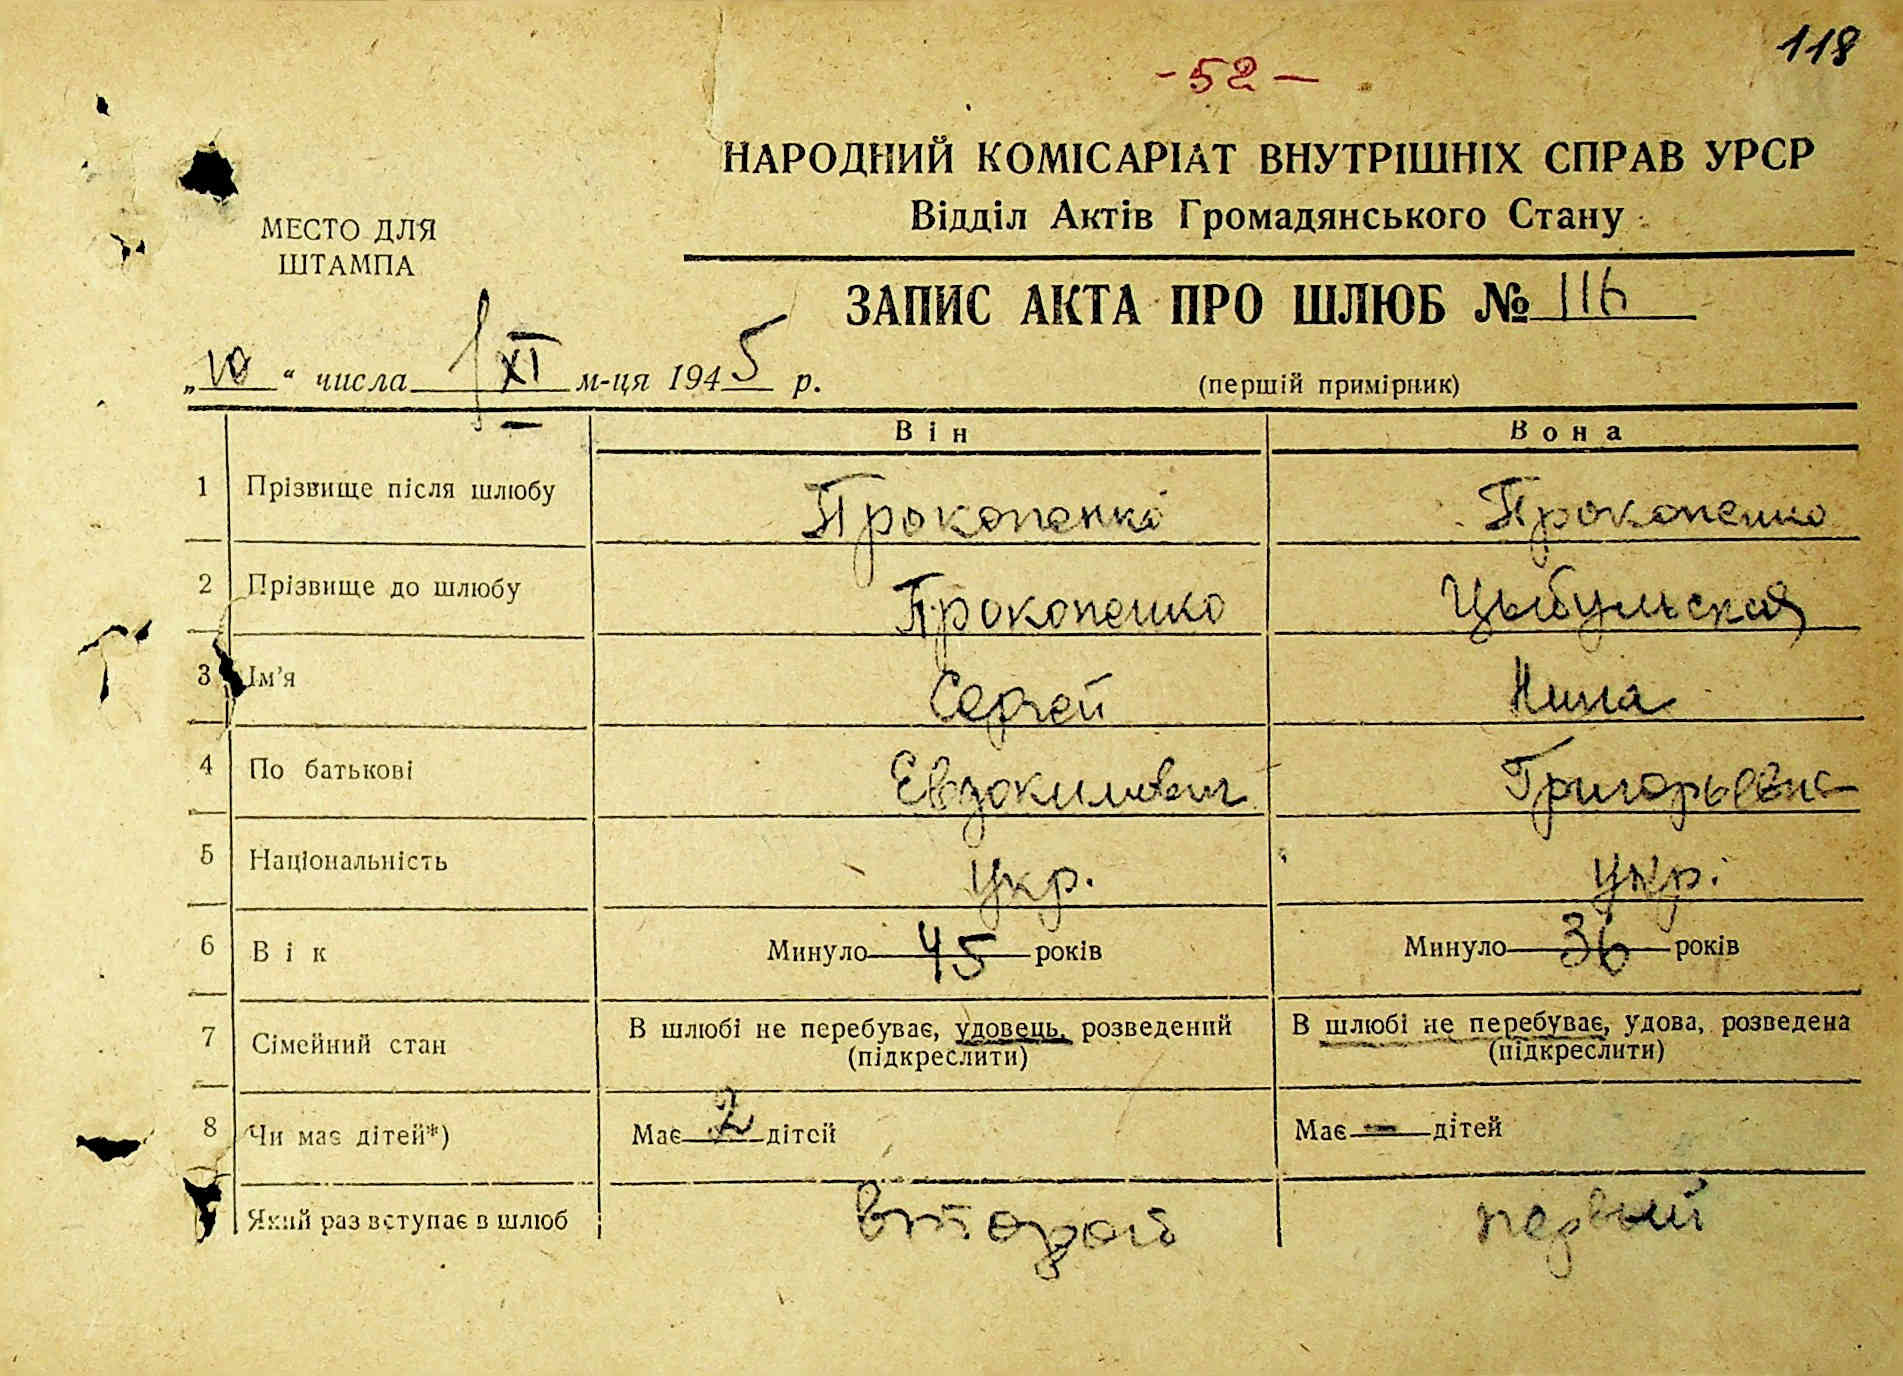 118
-52-
НАРОДНИЙ КОМІСАРІАТ ВНУТРІШНІХ СПРАВ УРСР
Відділ Актів Громадянського Стану
МЕСТО ДЛЯ
ШТАМПА
ЗАПИС АКТА ПРО ШЛЮБ № 116
„10“ числа XI м-ця 1945 р.
(першій примірник)
Він Вона
1 Прізвище після шлюбу Прокопенко Прокопенко
2 Прізвище до шлюбу Прокопенко Цыбульская
3 Ім'я Сергей Нина
4 По батькові Евдокимович Григорьевна
5 Національність укр. укр.
6 Вік Минуло 45 років Минуло 36 років
7 Сімейний стан В шлюбі не перебуває, удовець, розведений В шлюбі не перебуває, удова, розведена
(підкреслити) (підкреслити)
8 Чи має дітей*) Має 2 дітей Має — дітей
Який раз вступає в шлюб второй первый